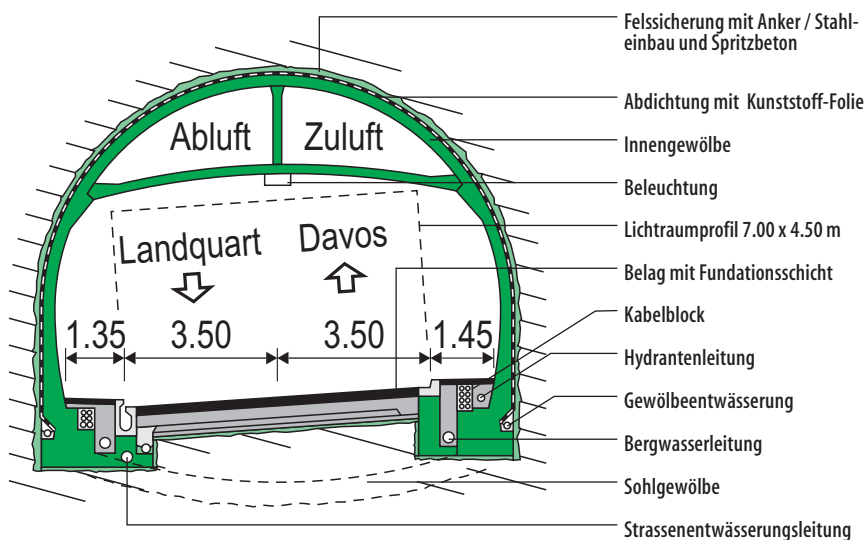 Felssicherung mit Anker / Stahl-
einbau und Spritzbeton
Abdichtung mit Kunststoff-Folie
Abluft Zuluft
Innengewölbe
Beleuchtung
Lichtraumprofil 7.00 x 4.50 m
Landquart Davos
Belag mit Fundationsschicht
Kabelblock
1.35 3.50 3.50 1.45
Hydrantenleitung
Gewölbeentwässerung
Bergwasserleitung
Sohlgewölbe
Strassenentwässerungsleitung